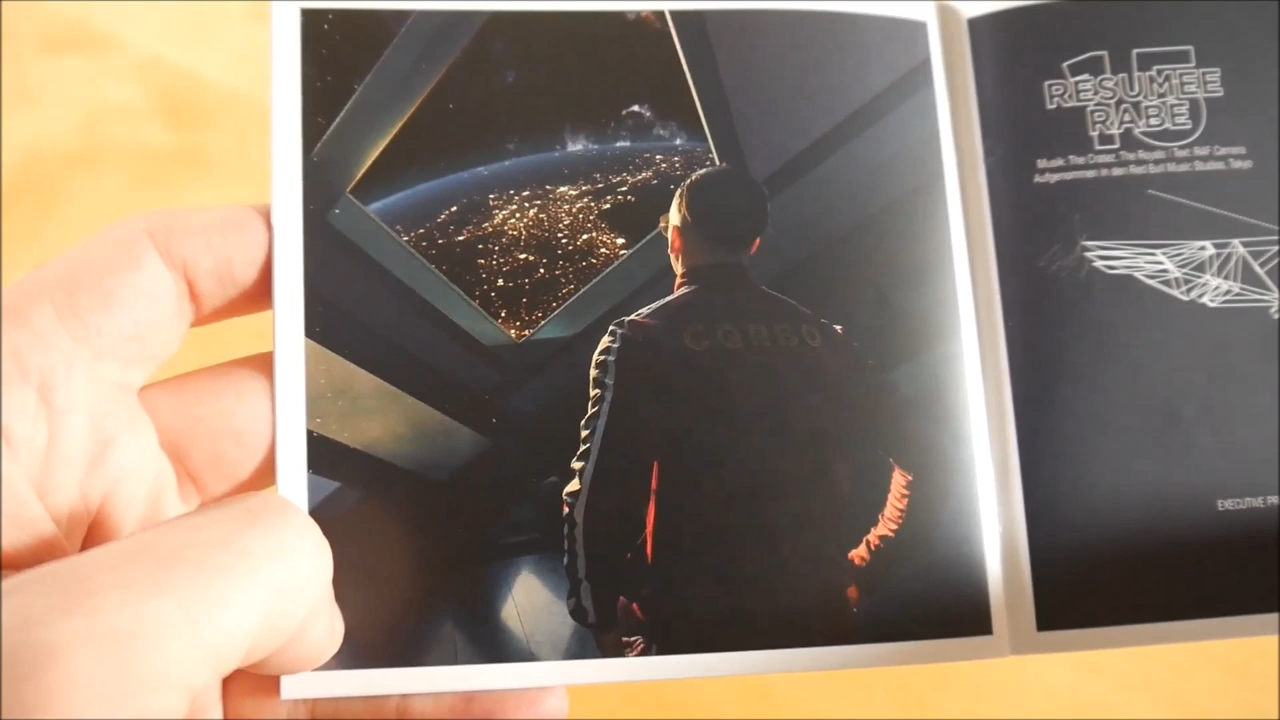 CORBO
15
RESUMEE
RABE
Musik: The Cratez, The Royals | Text: RAF Camora
Aufgenommen in den Red Bull Music Studios, Tokyo
EXECUTIVE PR